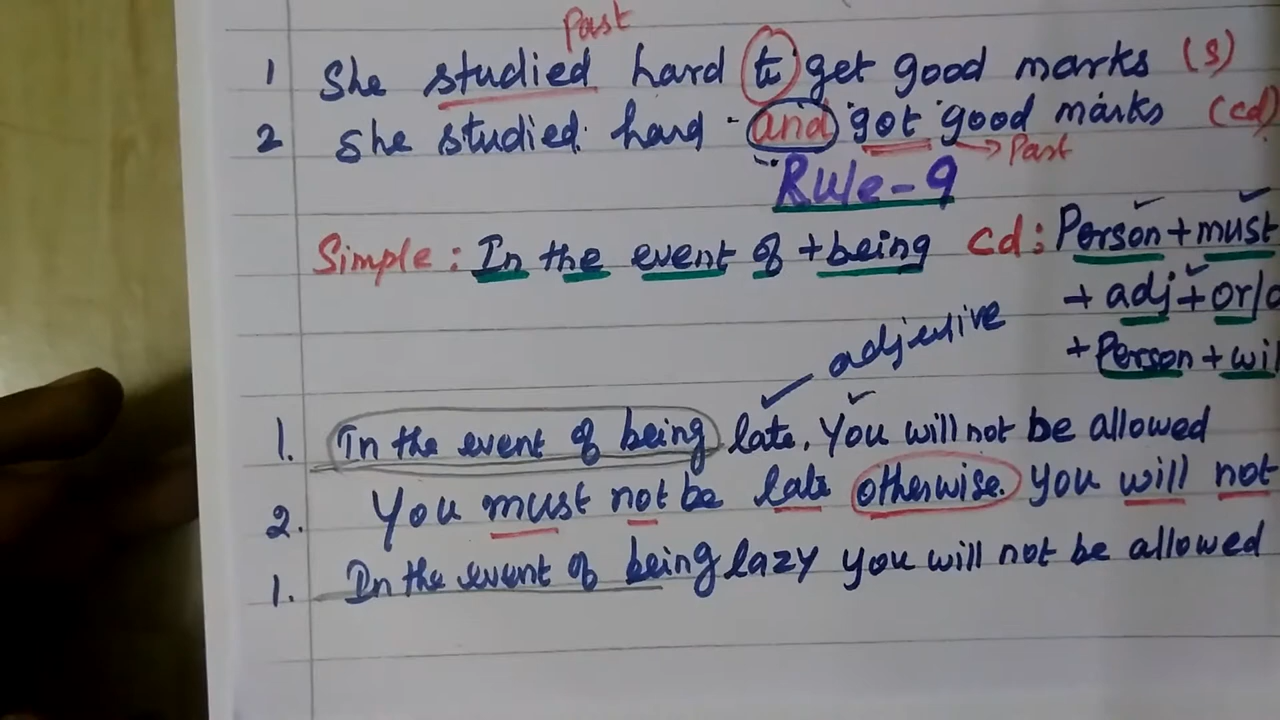 Past
1 She studied hard to get good marks (s)
2 She studied hard and got good marks (cd)
Past
Rule-9
Simple: In the event of + being cd: Person + must
+ adj + or/
+ Person +
adjective
1. In the event of being late, You will not be allowed
2. You must not be late otherwise. you will not
1. In the event of being lazy you will not be allowed